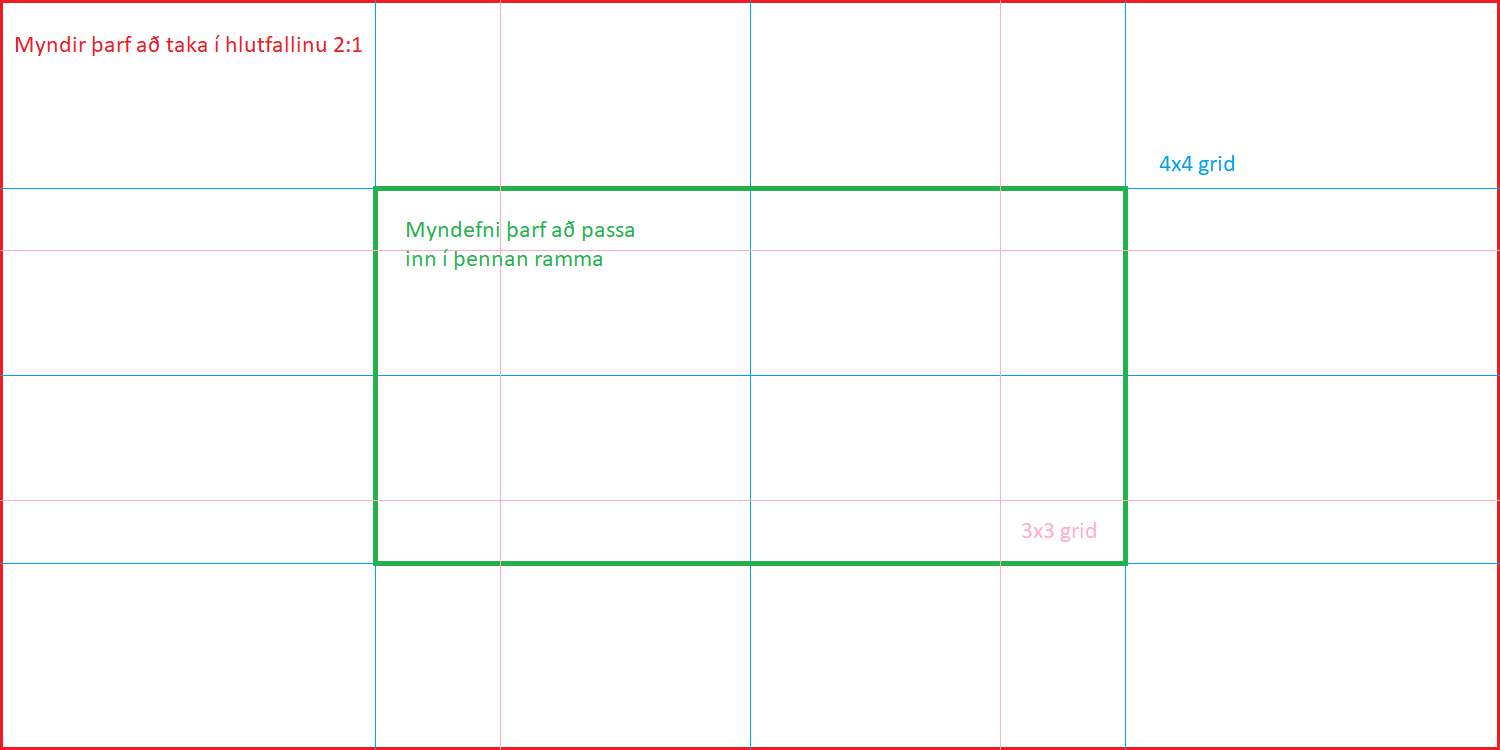 Myndir þarf að taka í hlutfallinu 2:1
4x4 grid
Myndefni þarf að passa
inn í þennan ramma
3x3 grid